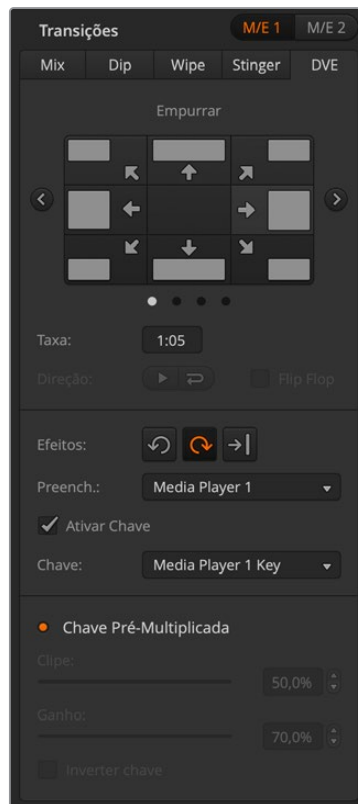 Transições M/E 1 M/E 2
Mix Dip Wipe Stinger DVE
Empurrar
Taxa: 1:05
Direção: Flip Flop
Efeitos:
Preench.: Media Player 1
Ativar Chave
Chave: Media Player 1 Key
Chave Pré-Multiplicada
Clipe:
50,0%
Ganho:
70,0%
Inverter chave